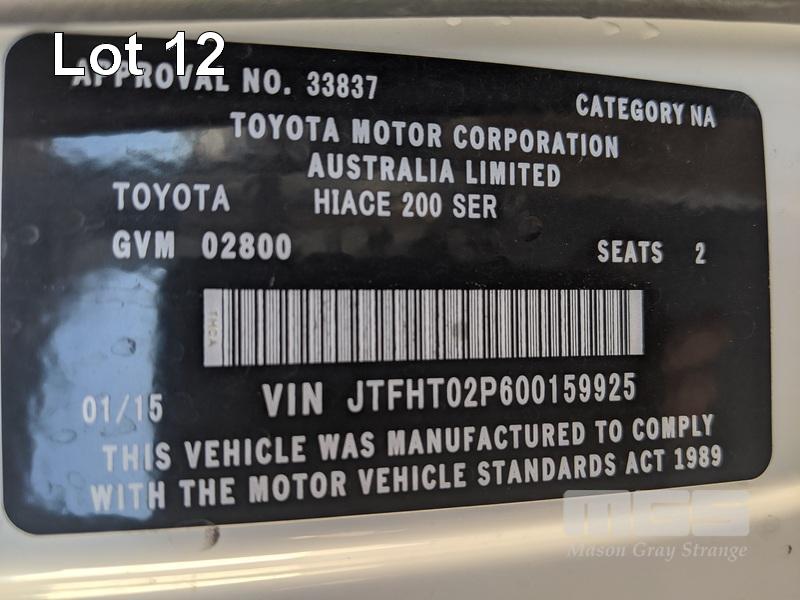 Lot 12
APPROVAL NO. 33837
CATEGORY NA
TOYOTA MOTOR CORPORATION
AUSTRALIA LIMITED
TOYOTA HIACE 200 SER
GVM 02800 SEATS 2
TMCA
01/15 VIN JTFHT02P600159925
THIS VEHICLE WAS MANUFACTURED TO COMPLY
WITH THE MOTOR VEHICLE STANDARDS ACT 1989
MGS
Mason Gray Strange